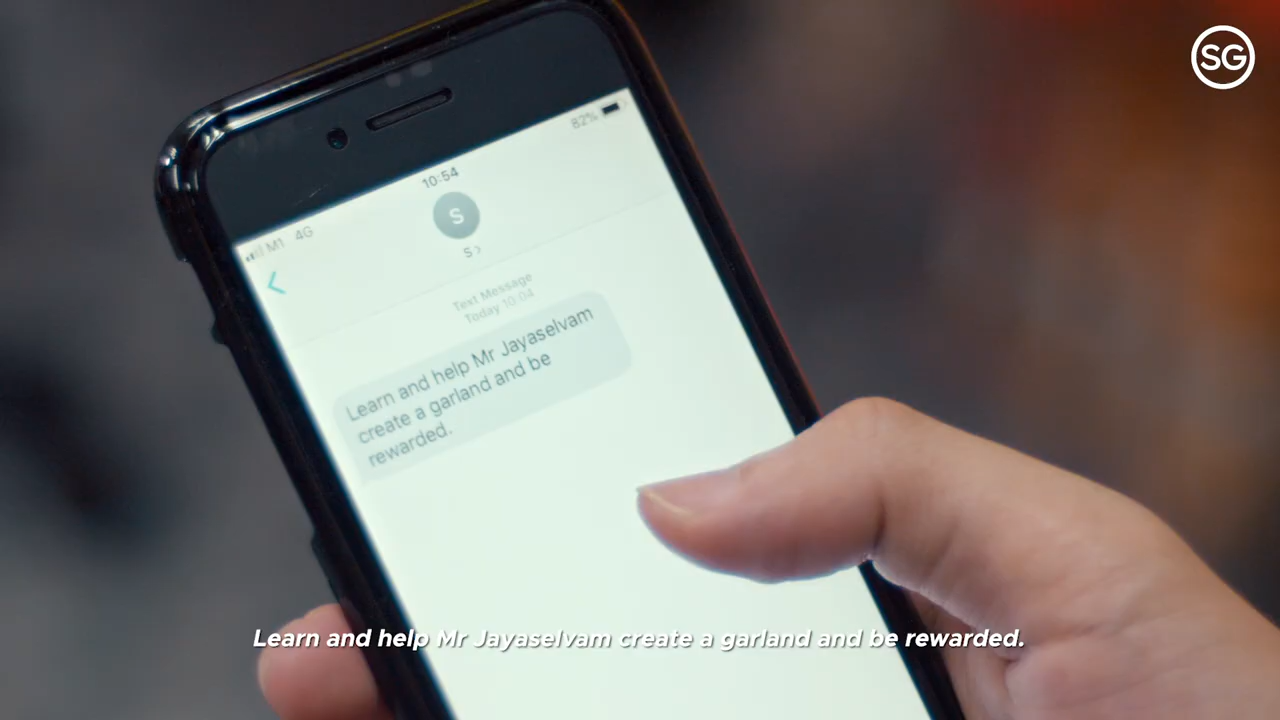 SG
82%
10:54
M1 4G
S
S >
Text Message
Today 10:04
Learn and help Mr Jayaselvam
create a garland and be
rewarded.
Learn and help Mr Jayaselvam create a garland and be rewarded.